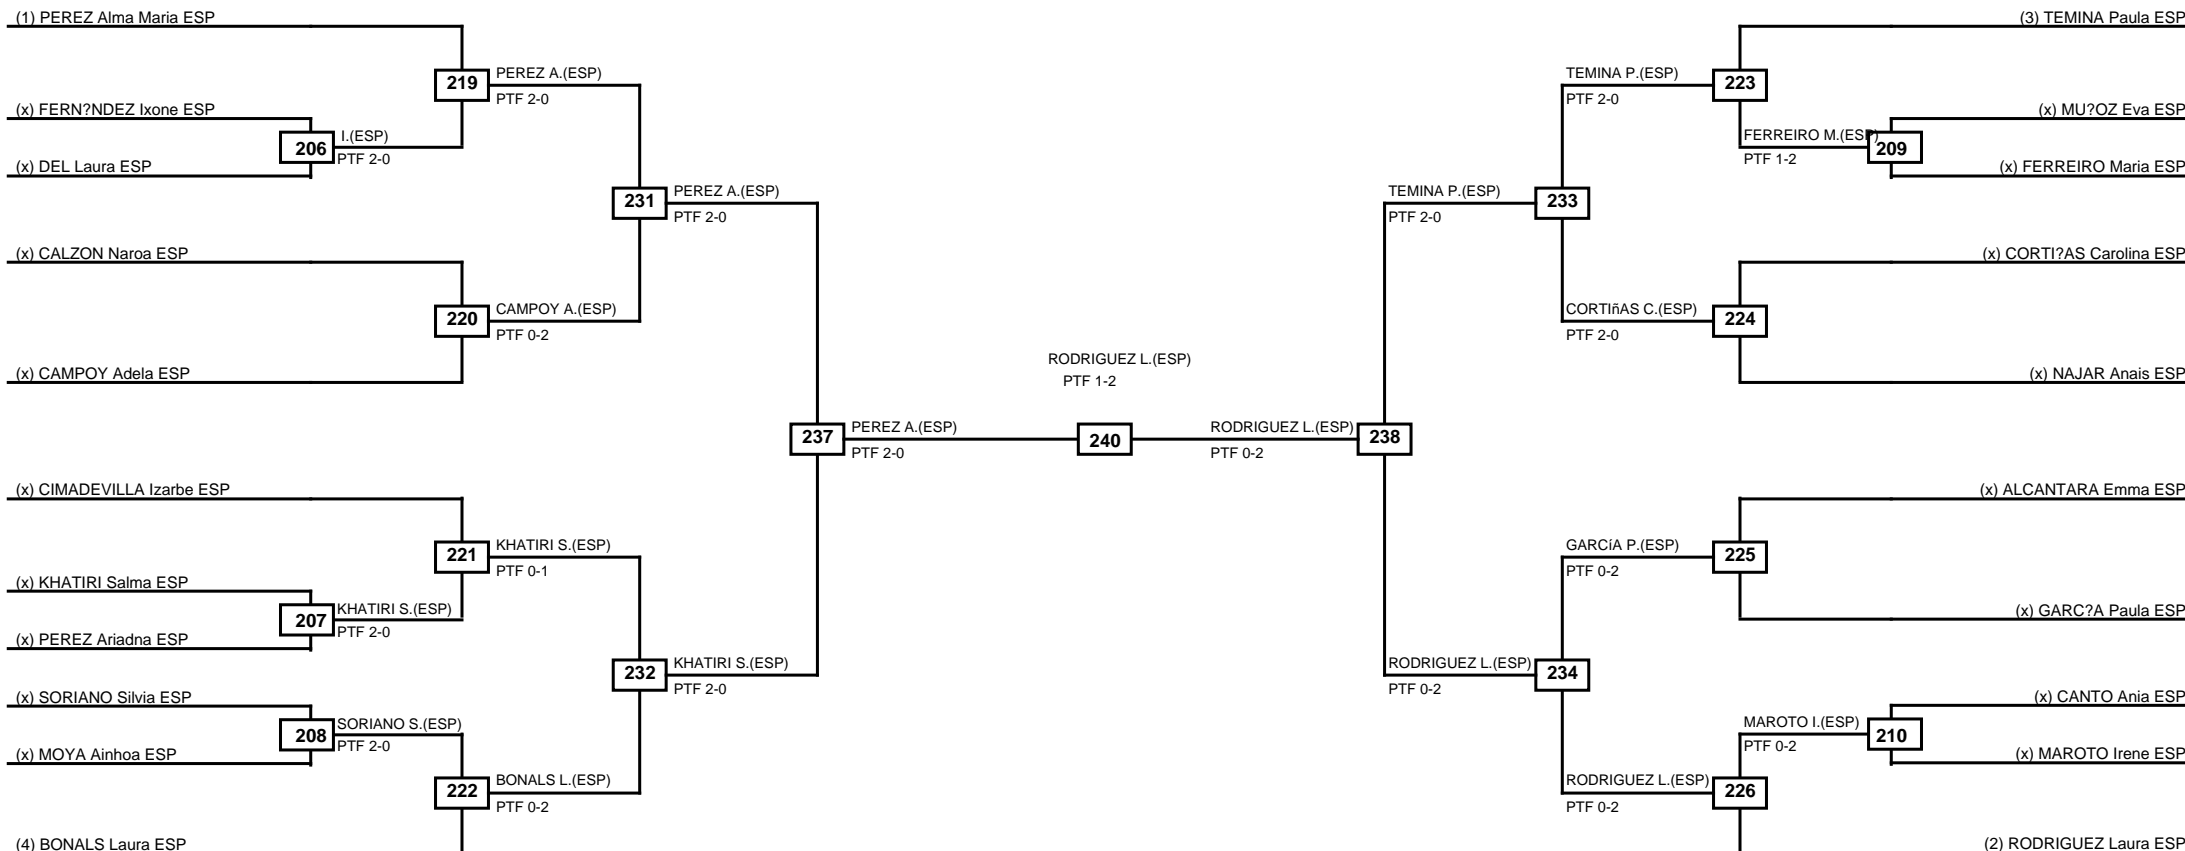 (1) PEREZ Alma Maria ESP
(3) TEMINA Paula ESP
219
PEREZ A.(ESP)
PTF 2-0
TEMINA P.(ESP)
PTF 2-0
223
(x) FERN?NDEZ Ixone ESP
(x) MU?OZ Eva ESP
206
I.(ESP)
PTF 2-0
FERREIRO M.(ESP)
PTF 1-2
209
(x) DEL Laura ESP
(x) FERREIRO Maria ESP
231
PEREZ A.(ESP)
PTF 2-0
TEMINA P.(ESP)
PTF 2-0
233
(x) CALZON Naroa ESP
(x) CORTI?AS Carolina ESP
220
CAMPOY A.(ESP)
PTF 0-2
CORTIñAS C.(ESP)
PTF 2-0
224
(x) CAMPOY Adela ESP
(x) NAJAR Anais ESP
RODRIGUEZ L.(ESP)
PTF 1-2
237
PEREZ A.(ESP)
PTF 2-0
240
RODRIGUEZ L.(ESP)
PTF 0-2
238
(x) CIMADEVILLA Izarbe ESP
(x) ALCANTARA Emma ESP
221
KHATIRI S.(ESP)
PTF 0-1
GARCíA P.(ESP)
PTF 0-2
225
(x) KHATIRI Salma ESP
207
KHATIRI S.(ESP)
PTF 2-0
(x) GARC?A Paula ESP
(x) PEREZ Ariadna ESP
232
KHATIRI S.(ESP)
PTF 2-0
RODRIGUEZ L.(ESP)
PTF 0-2
234
(x) SORIANO Silvia ESP
(x) CANTO Ania ESP
208
SORIANO S.(ESP)
PTF 2-0
MAROTO I.(ESP)
PTF 0-2
210
(x) MOYA Ainhoa ESP
(x) MAROTO Irene ESP
222
BONALS L.(ESP)
PTF 0-2
RODRIGUEZ L.(ESP)
PTF 0-2
226
(4) BONALS Laura ESP
(2) RODRIGUEZ Laura ESP